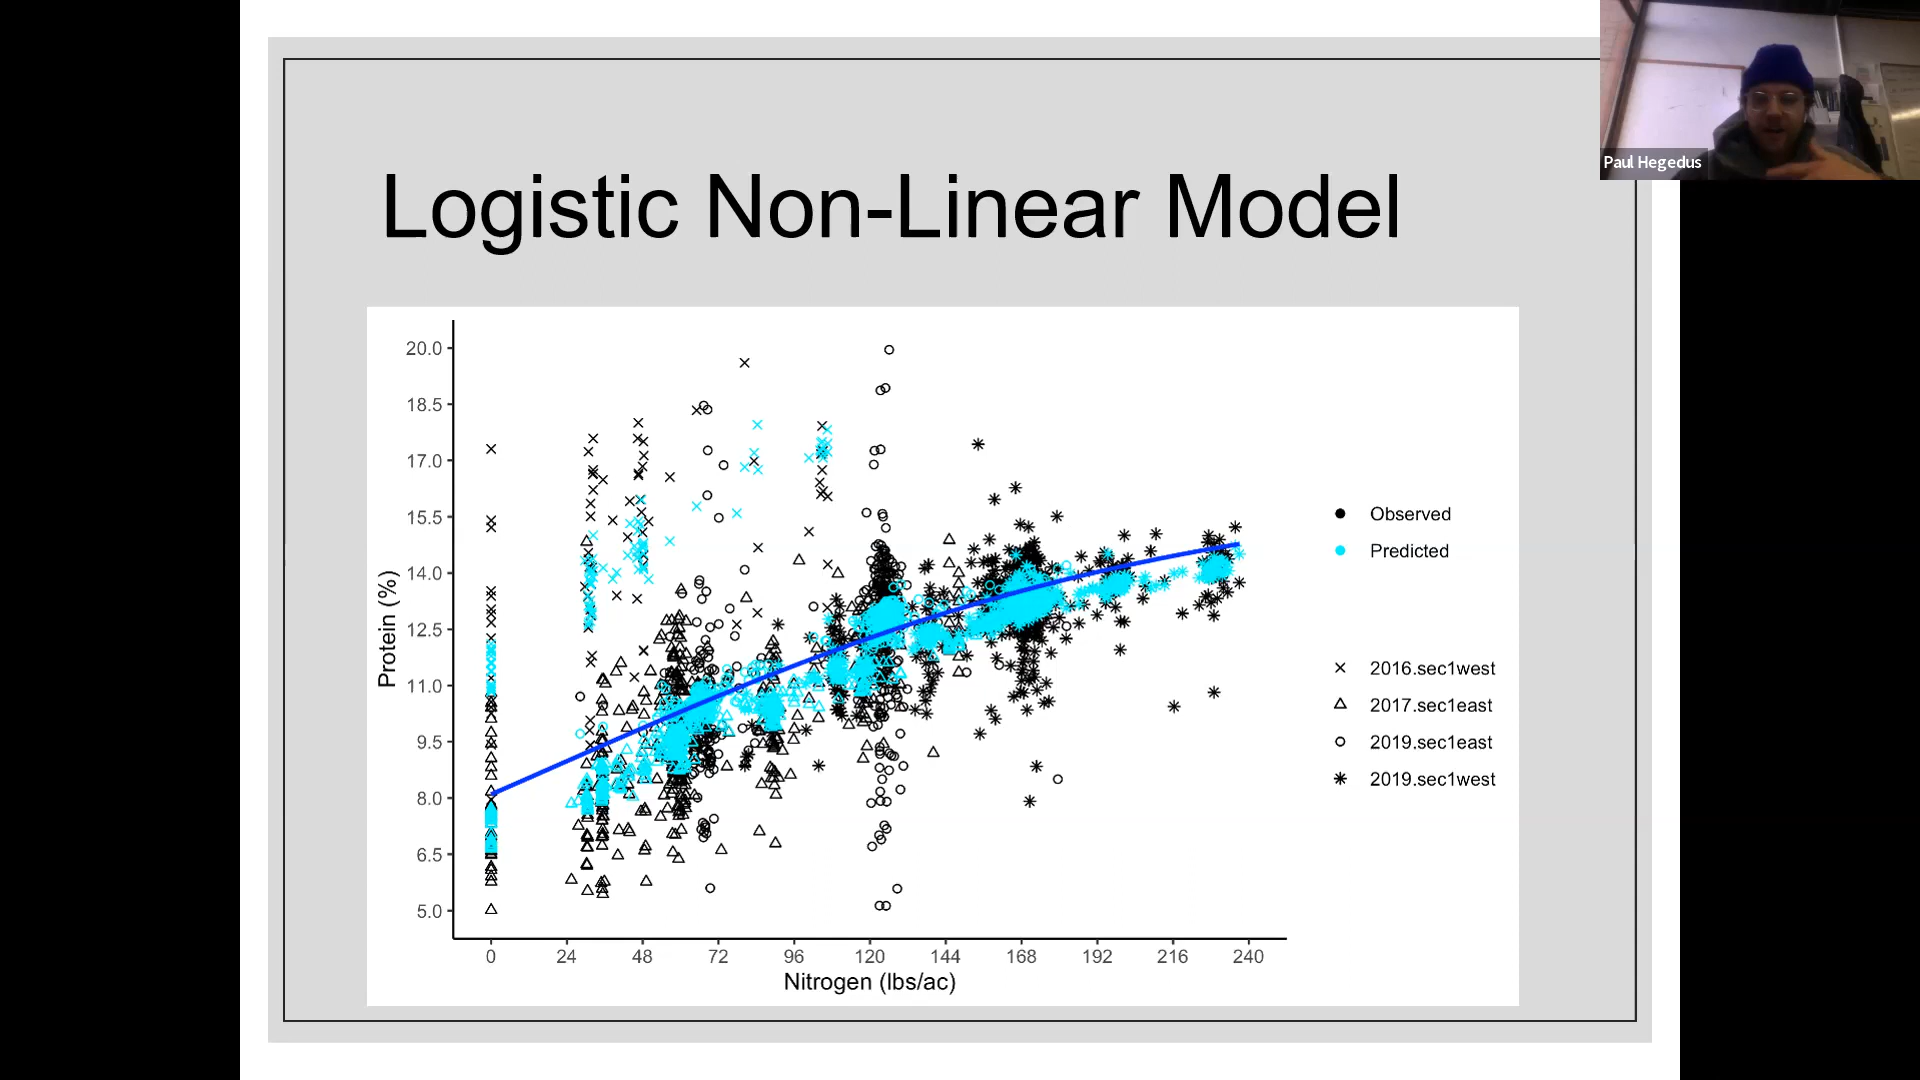 Paul Hegedus
Logistic Non-Linear Model
20.0
18.5
17.0
15.5
14.0
12.5
11.0
9.5
8.0
6.5
5.0
Protein (%)
0 24 48 72 96 120 144 168 192 216 240
Nitrogen (lbs/ac)
Observed
Predicted
2016.sec1west
2017.sec1east
2019.sec1east
2019.sec1west